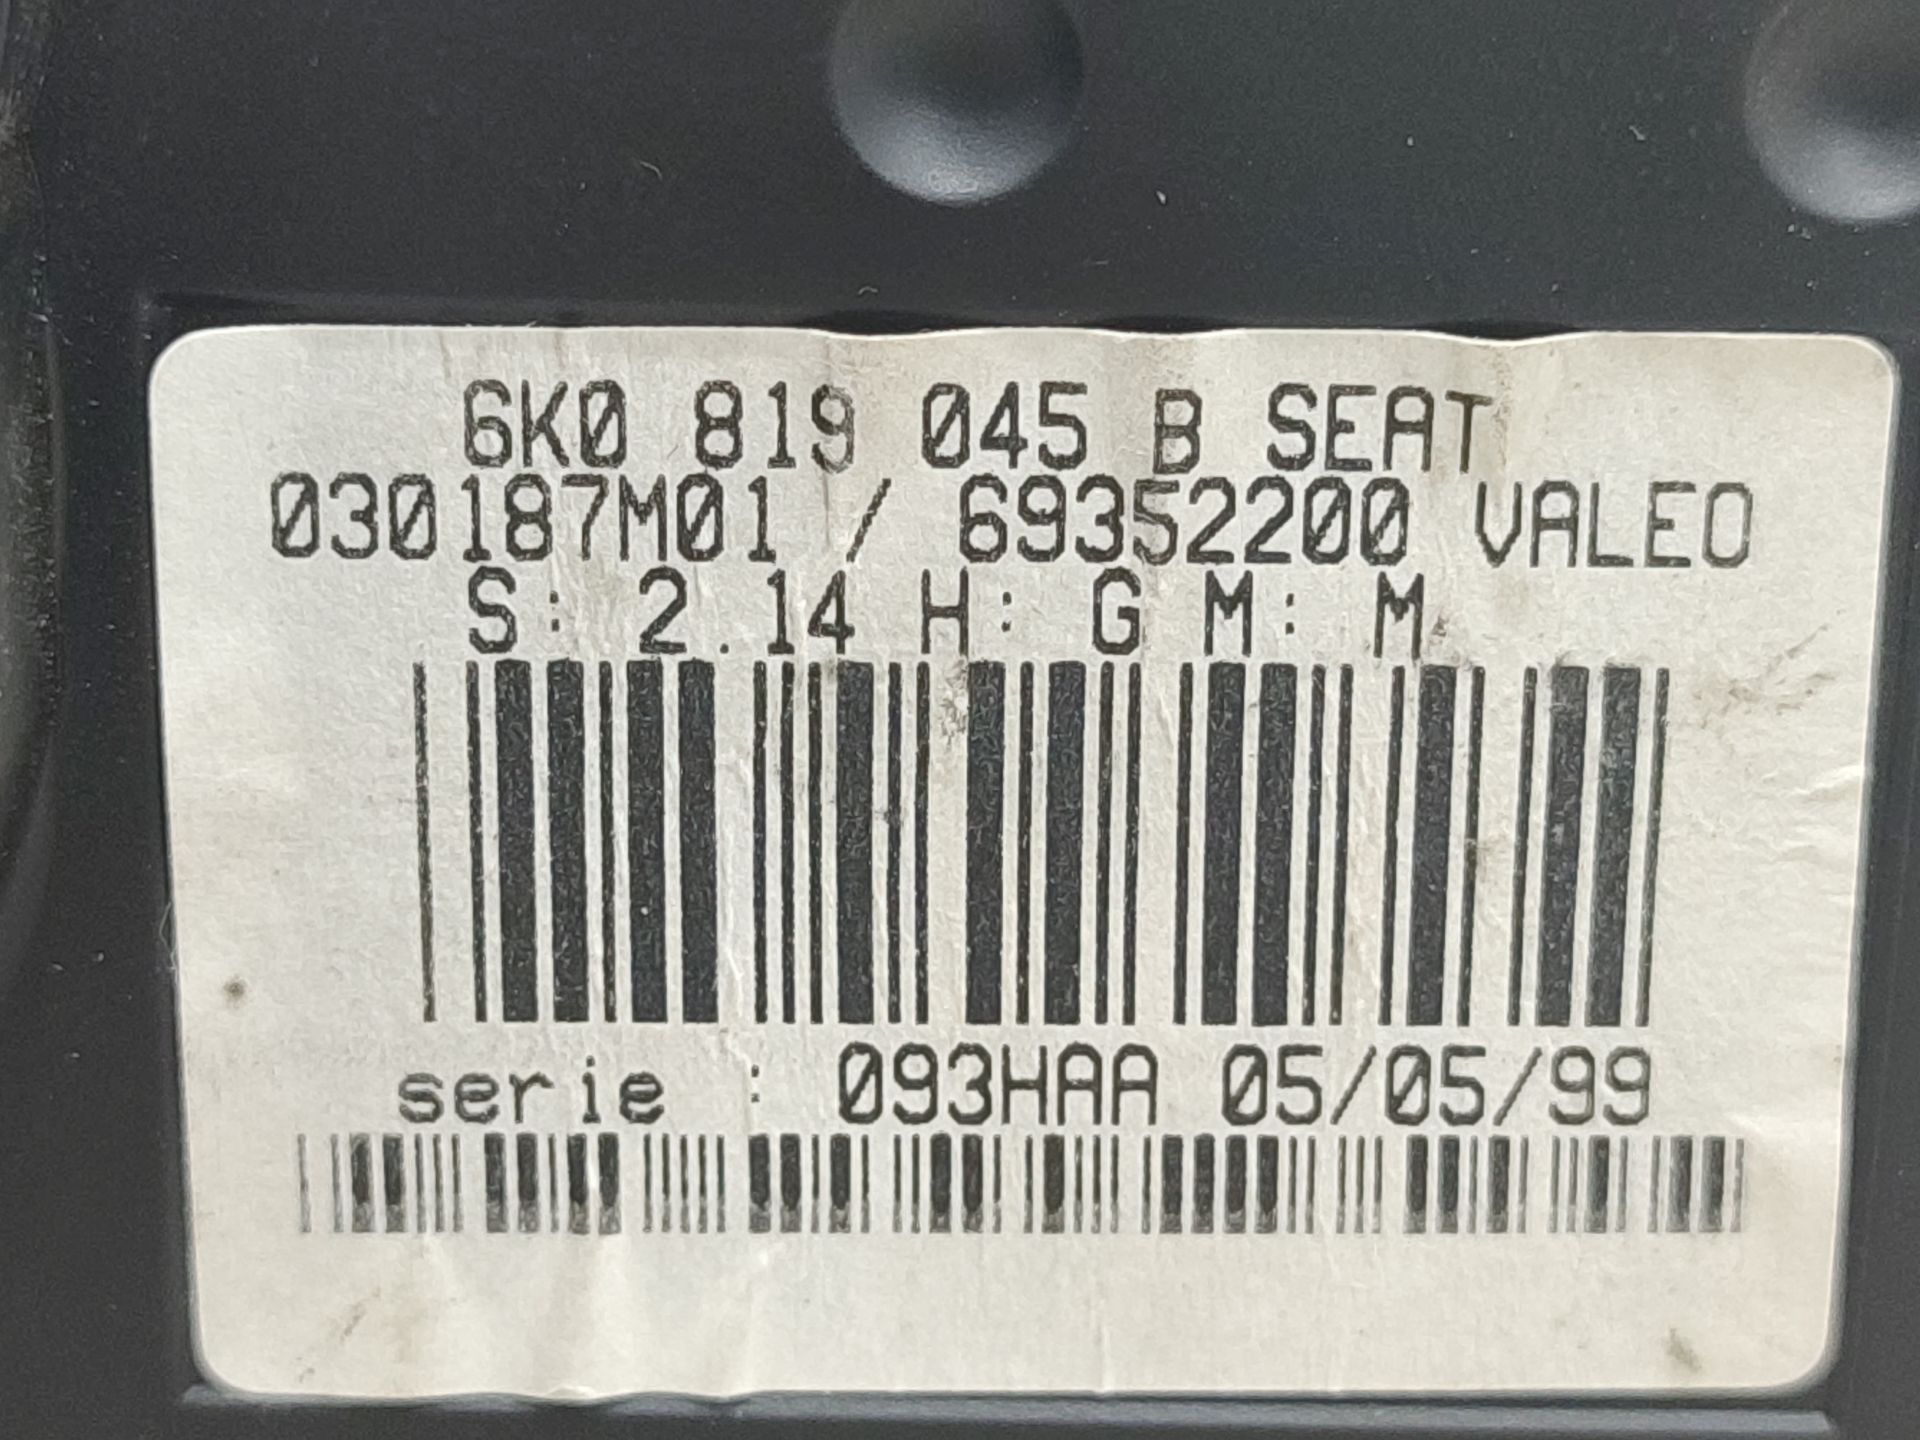 6K0 819 045 B SEAT
030187M01 / 69352200 VALEO
S: 2.14 H: G M: M
serie : 093HAA 05/05/99